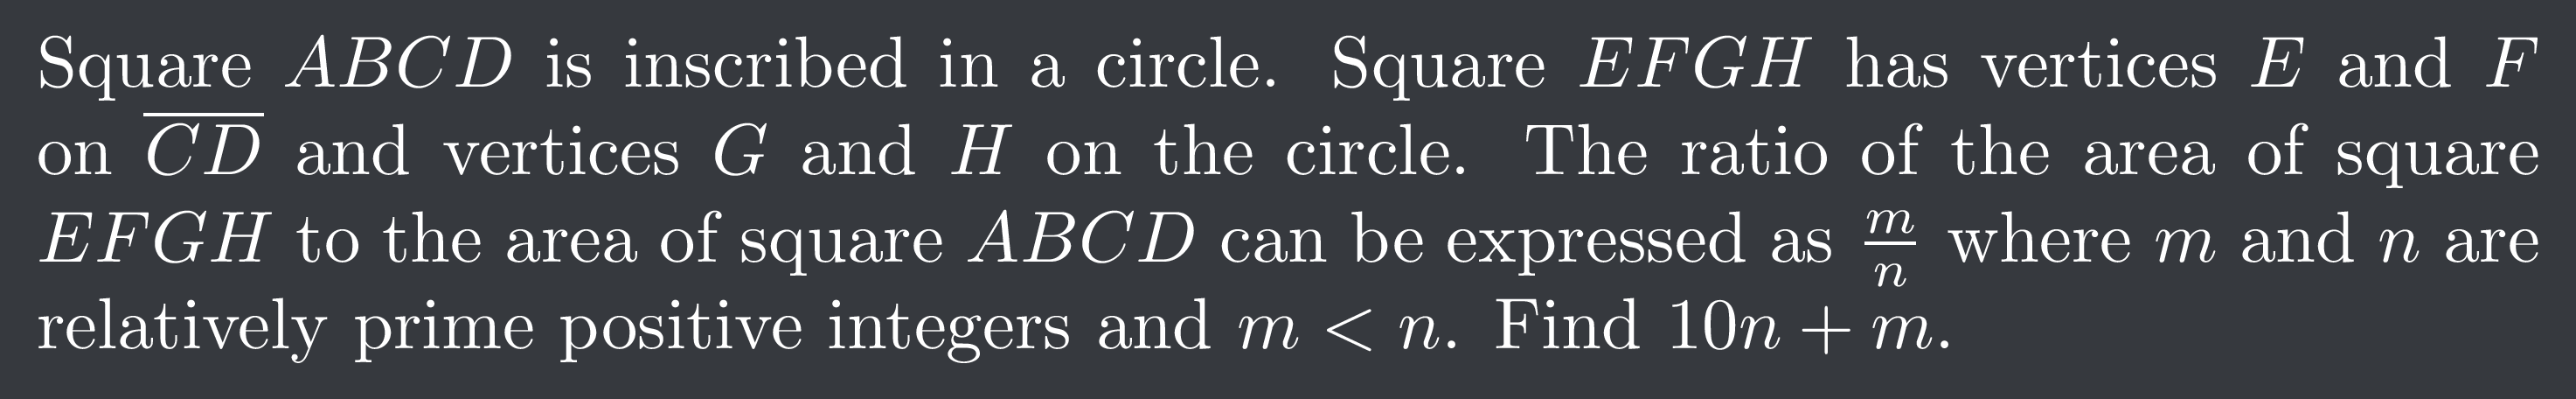 Square ABCD is inscribed in a circle. Square EFGH has vertices E and F
on $\overline{CD}$ and vertices G and H on the circle. The ratio of the area of square
EFGH to the area of square ABCD can be expressed as $\frac{m}{n}$ where m and n are
relatively prime positive integers and m < n. Find 10n + m.